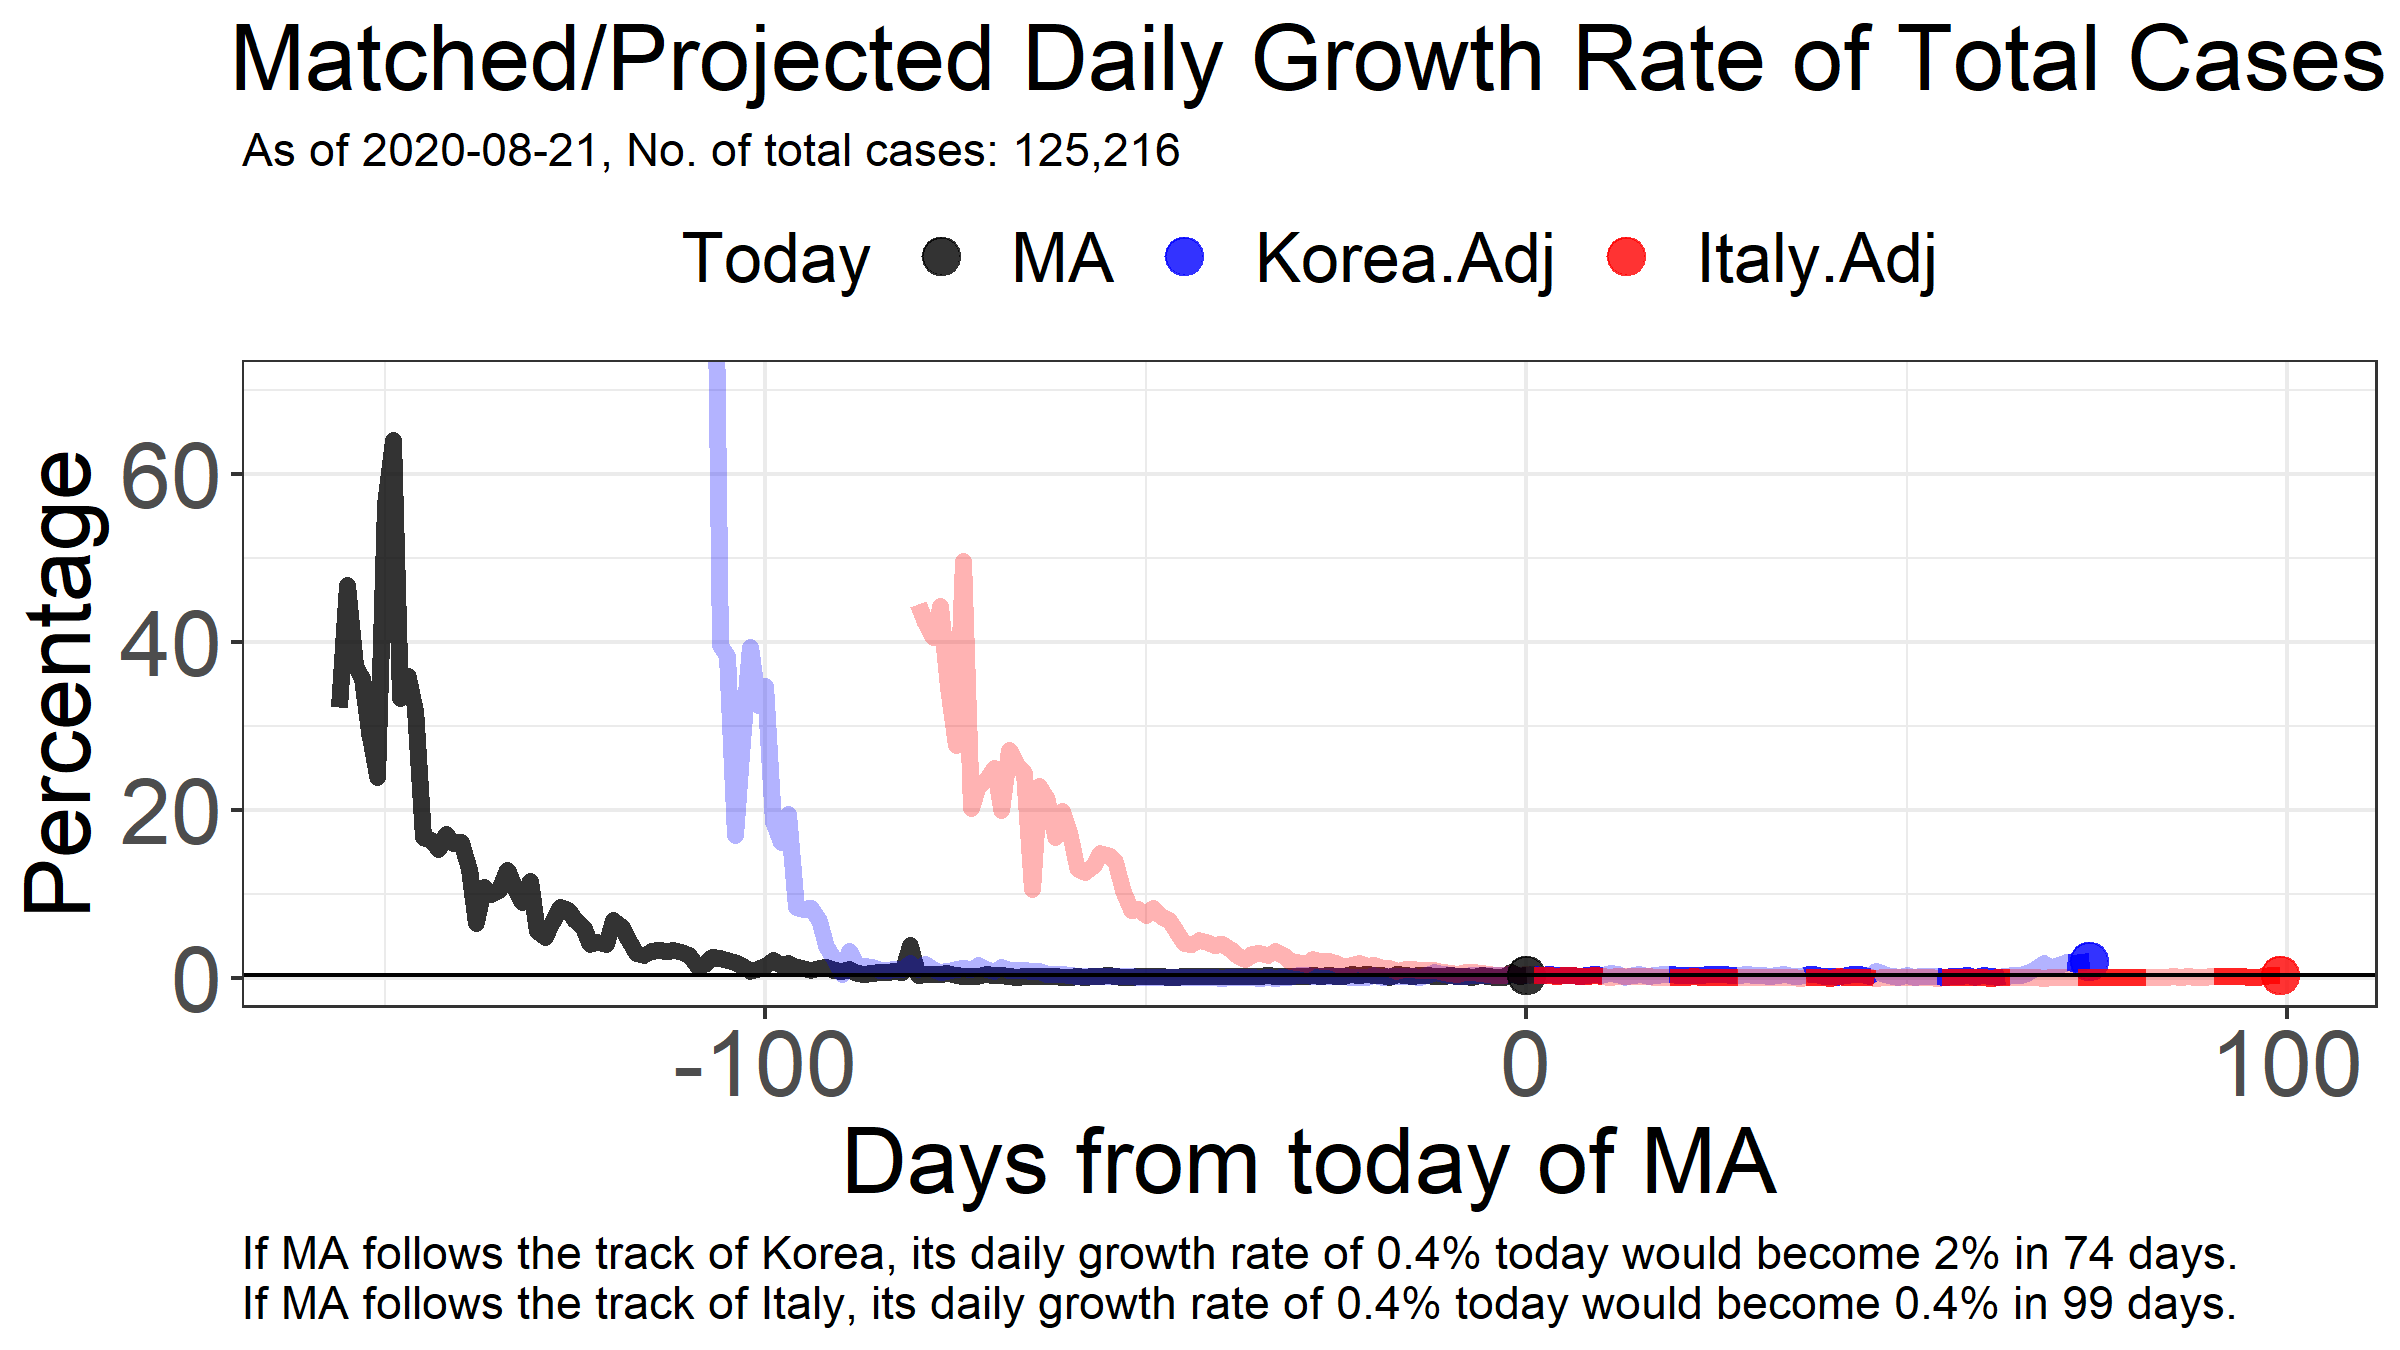 Matched/Projected Daily Growth Rate of Total Cases
As of 2020-08-21, No. of total cases: 125,216
Today MA Korea.Adj Italy.Adj
Percentage
60
40
20
0
-100 0 100
Days from today of MA
If MA follows the track of Korea, its daily growth rate of 0.4% today would become 2% in 74 days.
If MA follows the track of Italy, its daily growth rate of 0.4% today would become 0.4% in 99 days.